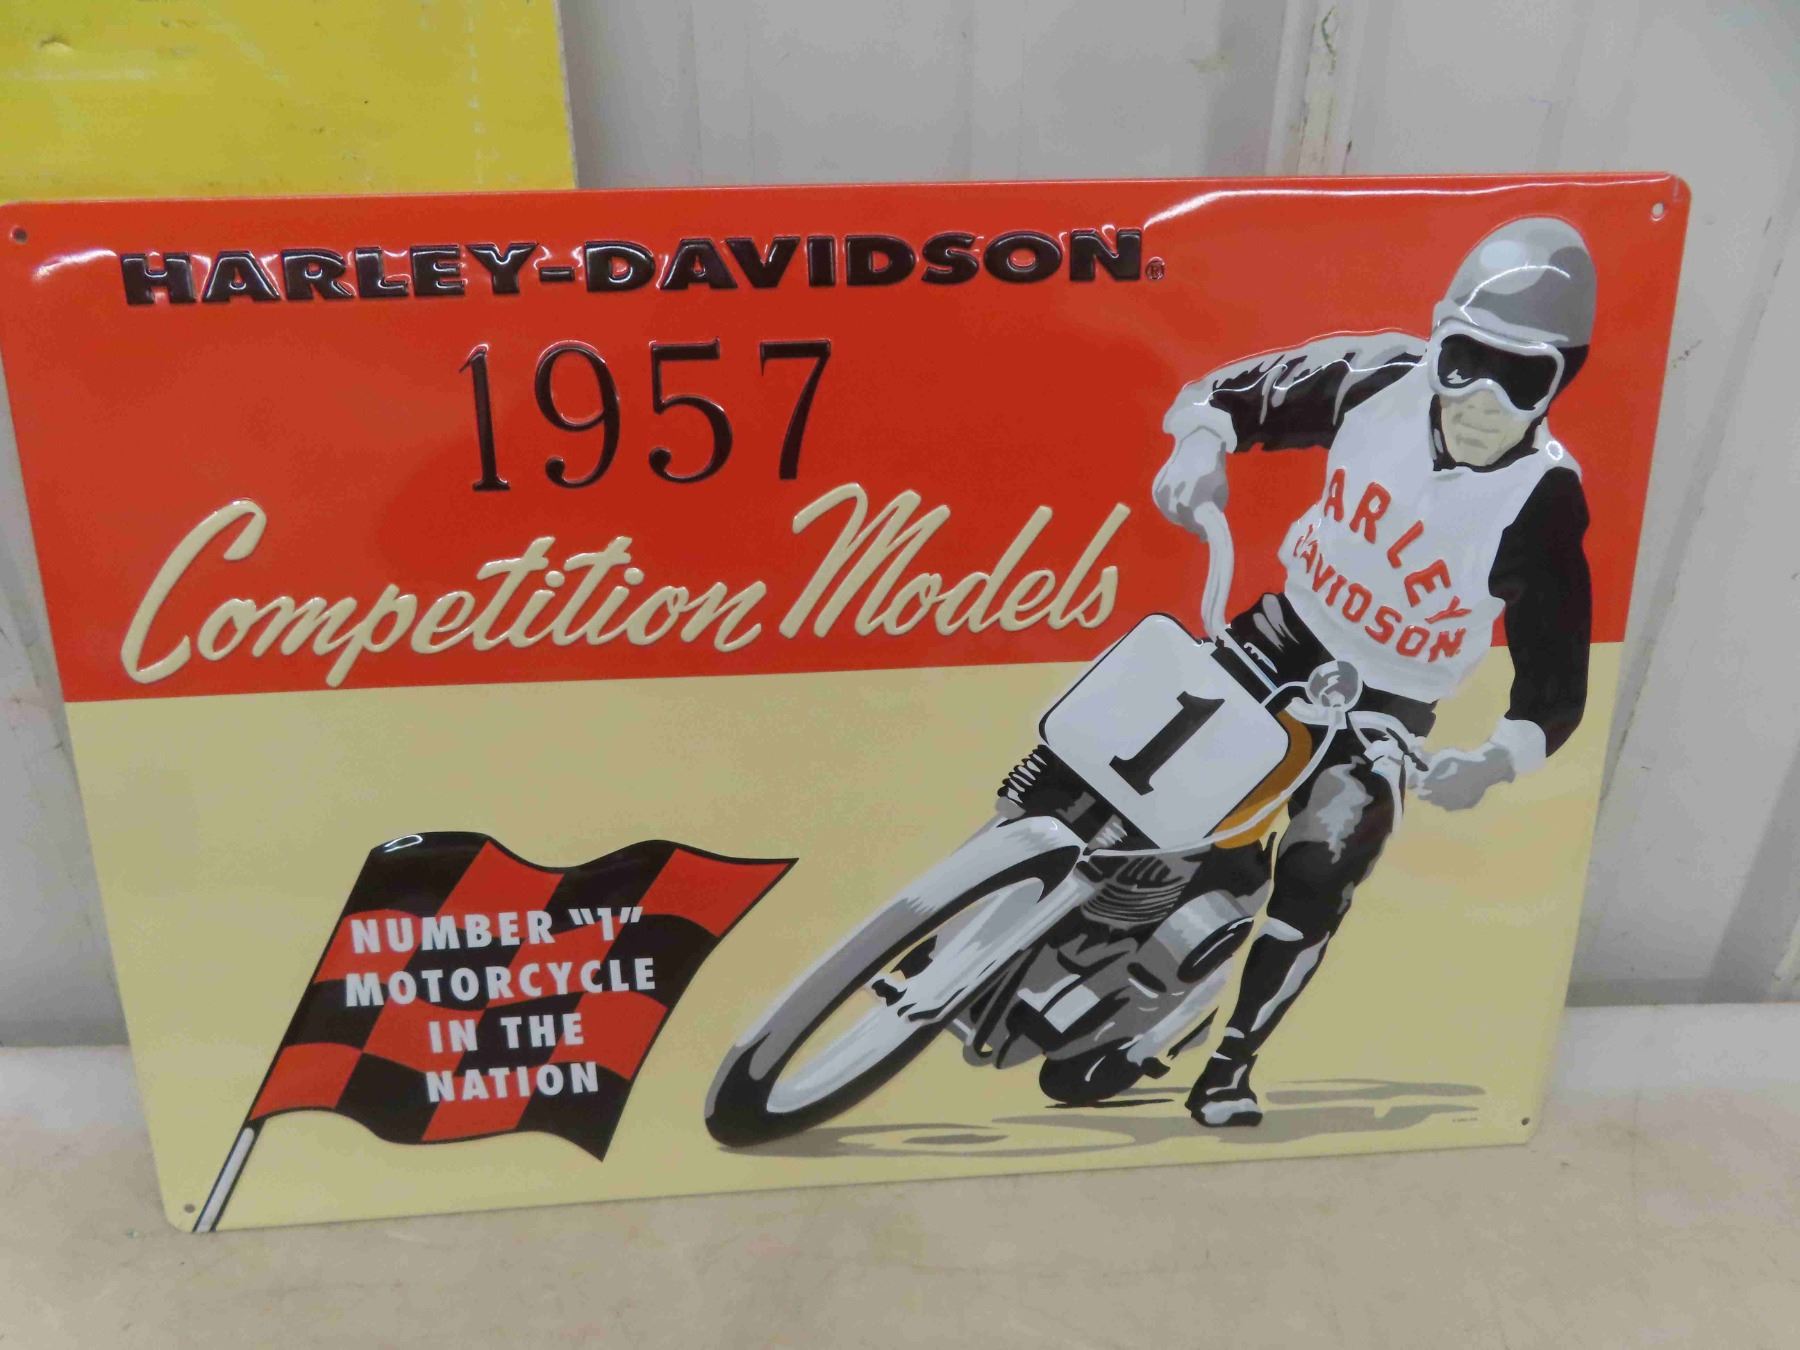 HARLEY-DAVIDSON®
1957
Competition Models
ARLEY
DAVIDSON
1
NUMBER "1"
MOTORCYCLE
IN THE
NATION